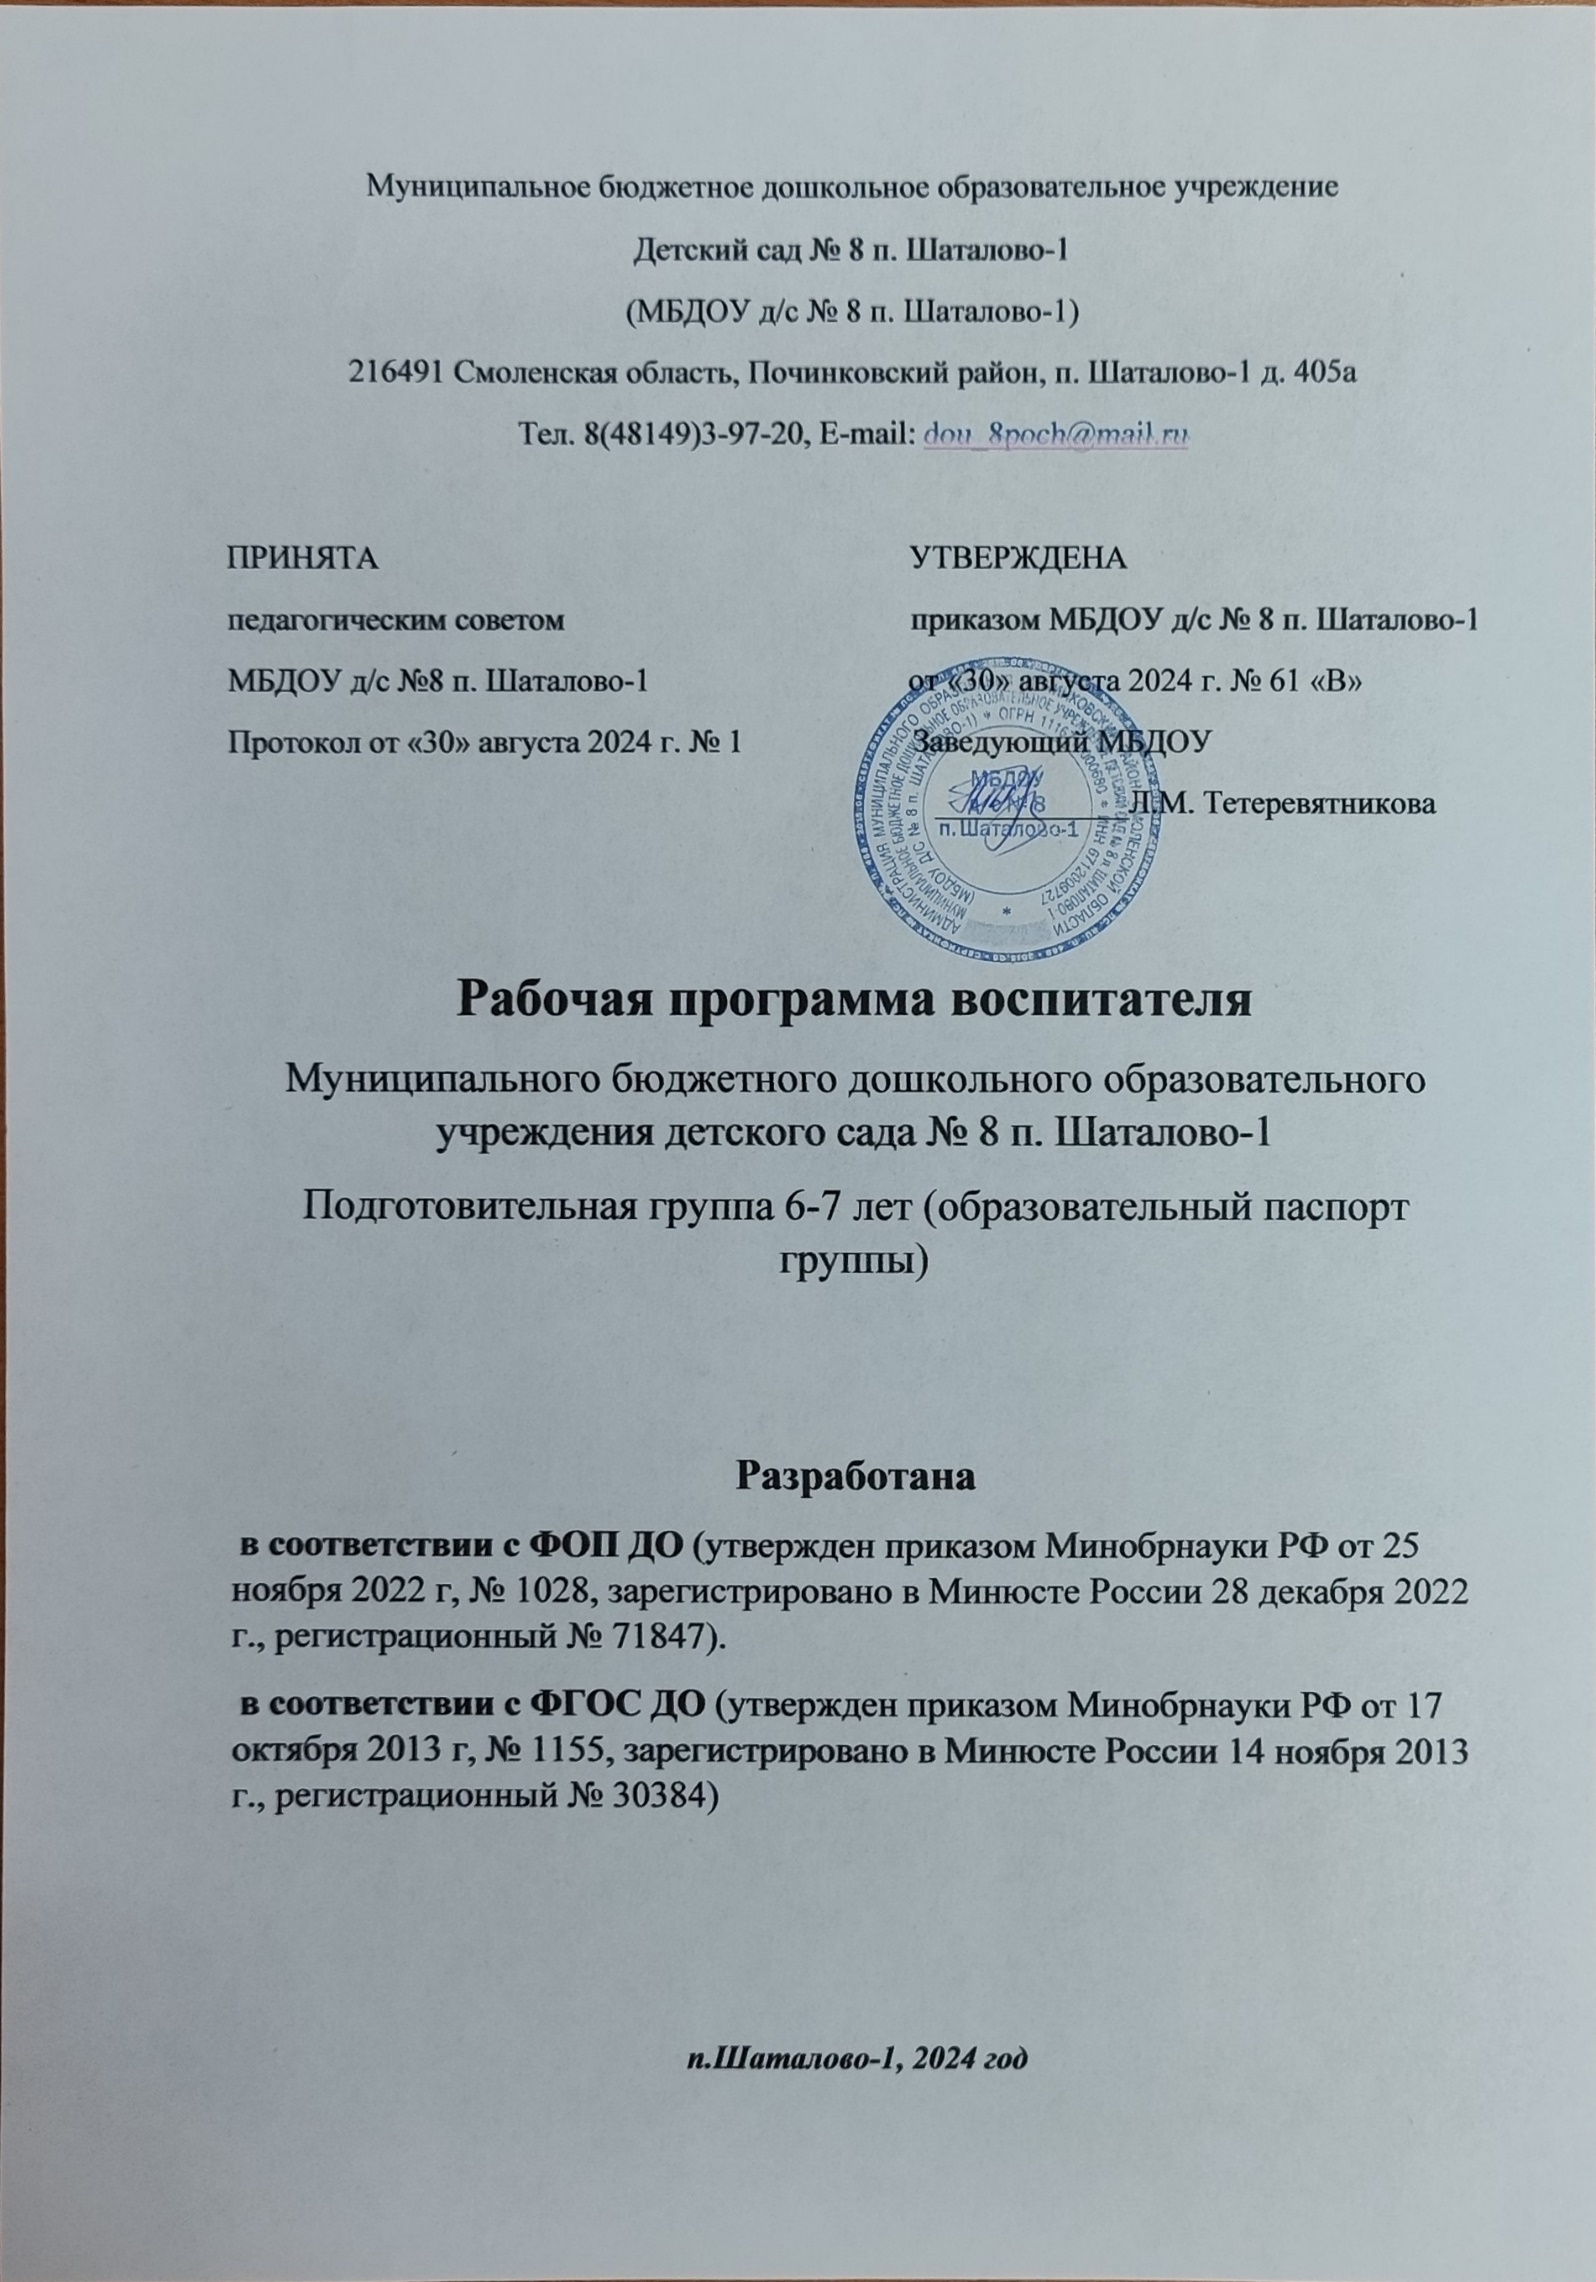 Муниципальное бюджетное дошкольное образовательное учреждение
Детский сад № 8 п. Шаталово-1
(МБДОУ д/с № 8 п. Шаталово-1)
216491 Смоленская область, Починковский район, п. Шаталово-1 д. 405а
Тел. 8(48149)3-97-20, E-mail: dou_8poch@mail.ru
ПРИНЯТА
педагогическим советом
МБДОУ д/с №8 п. Шаталово-1
Протокол от «30» августа 2024 г. № 1
УТВЕРЖДЕНА
приказом МБДОУ д/с № 8 п. Шаталово-1
от «30» августа 2024 г. № 61 «В»
Заведующий МБДОУ
Л.М. Тетеревятникова
МБДОУ
д/с № 8
п. Шаталово-1
Рабочая программа воспитателя
Муниципального бюджетного дошкольного образовательного
учреждения детского сада № 8 п. Шаталово-1
Подготовительная группа 6-7 лет (образовательный паспорт
группы)
Разработана
в соответствии с ФОП ДО (утвержден приказом Минобрнауки РФ от 25
ноября 2022 г, № 1028, зарегистрировано в Минюсте России 28 декабря 2022
г., регистрационный № 71847).
в соответствии с ФГОС ДО (утвержден приказом Минобрнауки РФ от 17
октября 2013 г, № 1155, зарегистрировано в Минюсте России 14 ноября 2013
г., регистрационный № 30384)
п.Шаталово-1, 2024 год